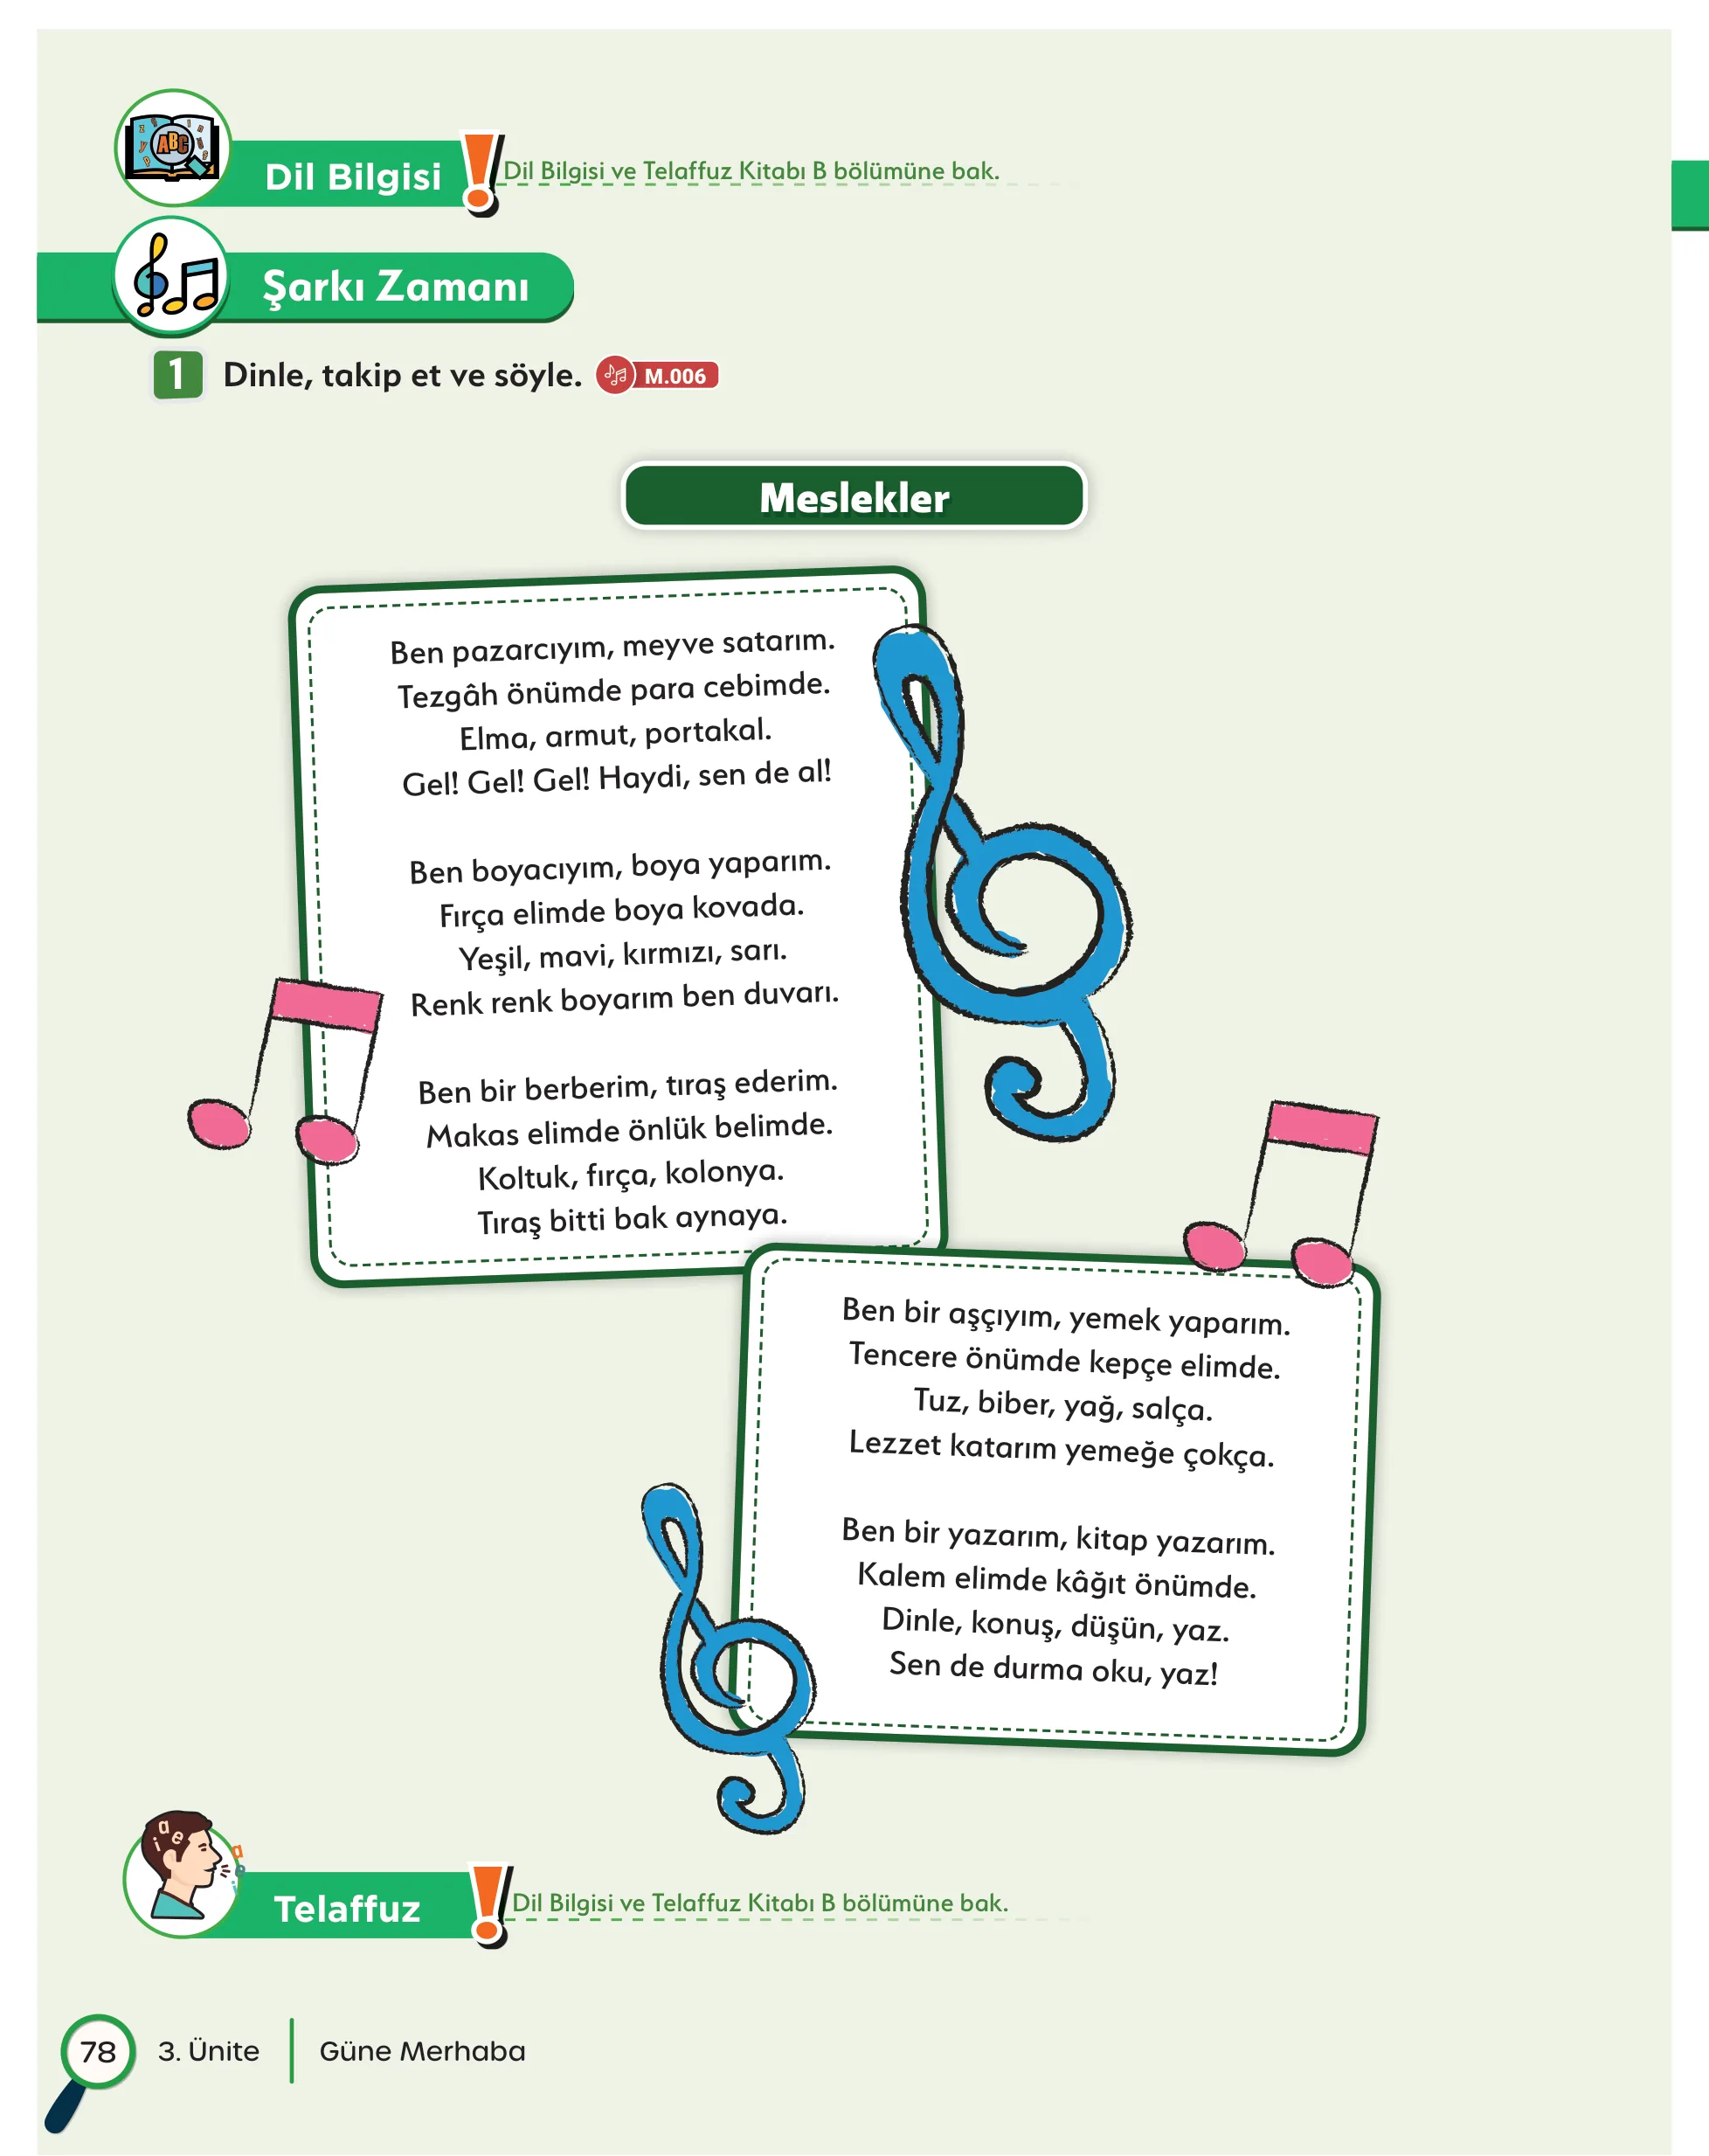 Dil Bilgisi
Dil Bilgisi ve Telaffuz Kitabı B bölümüne bak.
Şarkı Zamanı
1 Dinle, takip et ve söyle. M.006
Meslekler
Ben pazarcıyım, meyve satarım.
Tezgâh önümde para cebimde.
Elma, armut, portakal.
Gel! Gel! Gel! Haydi, sen de al!
Ben boyacıyım, boya yaparım.
Fırça elimde boya kovada.
Yeşil, mavi, kırmızı, sarı.
Renk renk boyarım ben duvarı.
Ben bir berberim, tıraş ederim.
Makas elimde önlük belimde.
Koltuk, fırça, kolonya.
Tıraş bitti bak aynaya.
Ben bir aşçıyım, yemek yaparım.
Tencere önümde kepçe elimde.
Tuz, biber, yağ, salça.
Lezzet katarım yemeğe çokça.
Ben bir yazarım, kitap yazarım.
Kalem elimde kâğıt önümde.
Dinle, konuş, düşün, yaz.
Sen de durma oku, yaz!
Telaffuz
Dil Bilgisi ve Telaffuz Kitabı B bölümüne bak.
78 3. Ünite Güne Merhaba